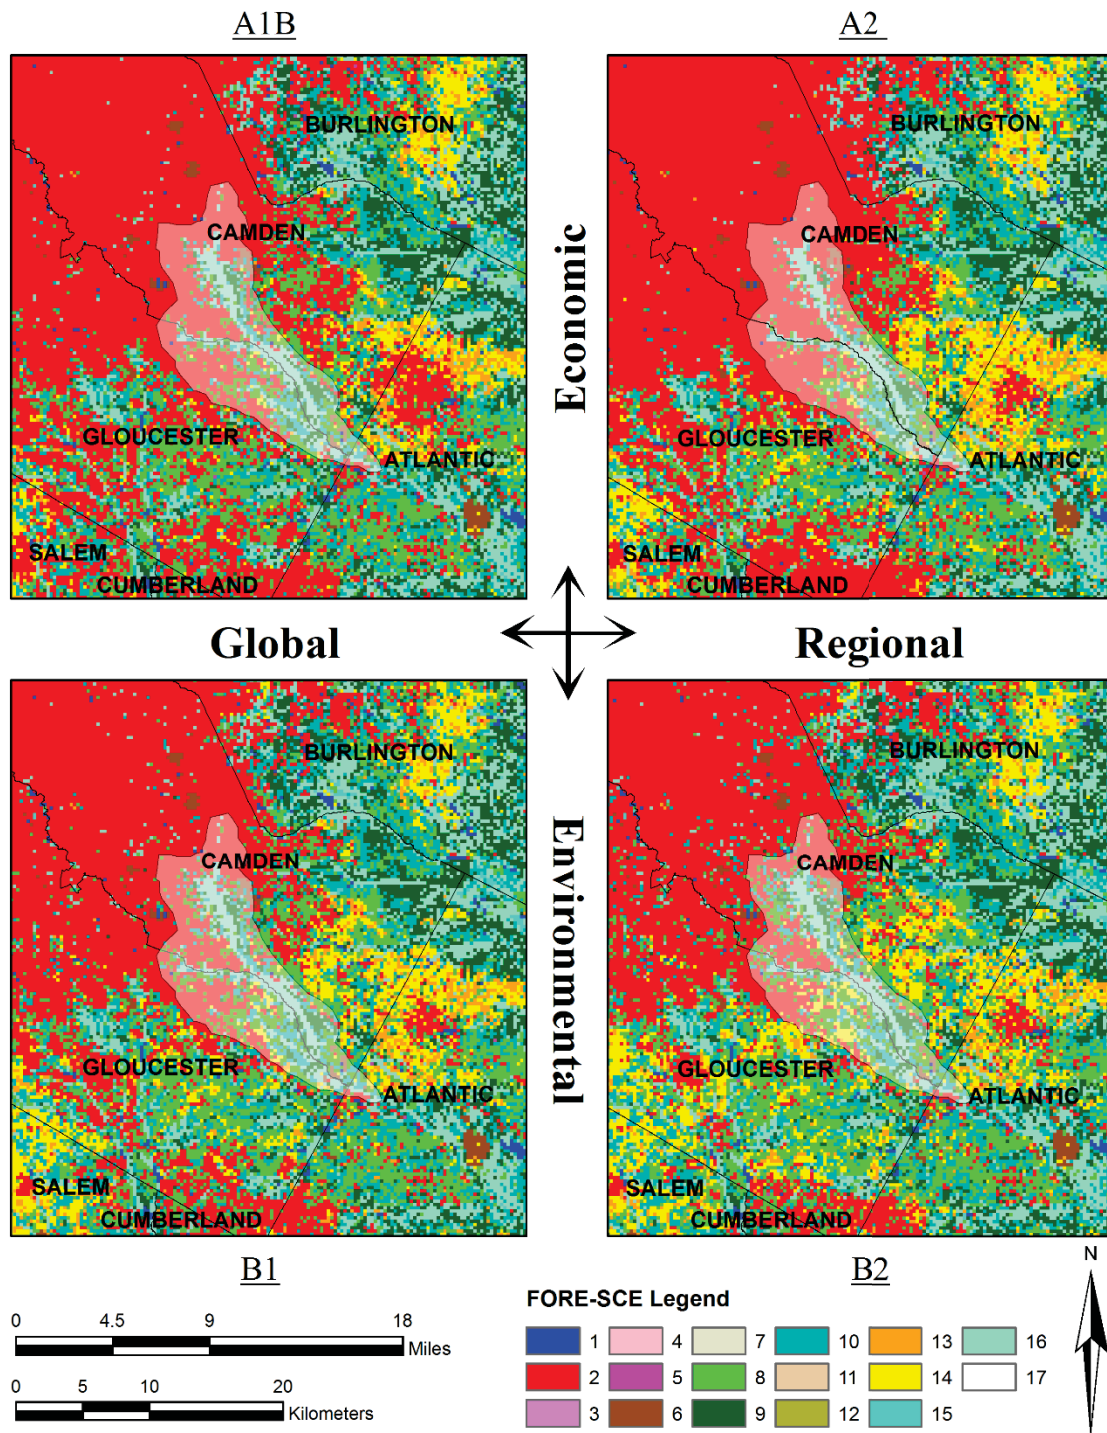 A1B
A2
BURLINGTON
CAMDEN
GLOUCESTER
ATLANTIC
SALEM
CUMBERLAND
Economic
BURLINGTON
CAMDEN
GLOUCESTER
ATLANTIC
SALEM
CUMBERLAND
Global
Regional
BURLINGTON
CAMDEN
GLOUCESTER
ATLANTIC
SALEM
CUMBERLAND
Environmental
BURLINGTON
CAMDEN
GLOUCESTER
ATLANTIC
SALEM
CUMBERLAND
B1
B2
0 4.5 9 18
Miles
0 5 10 20
Kilometers
FORE-SCE Legend
1 4 7 10 13 16
2 5 8 11 14 17
3 6 9 12 15
N